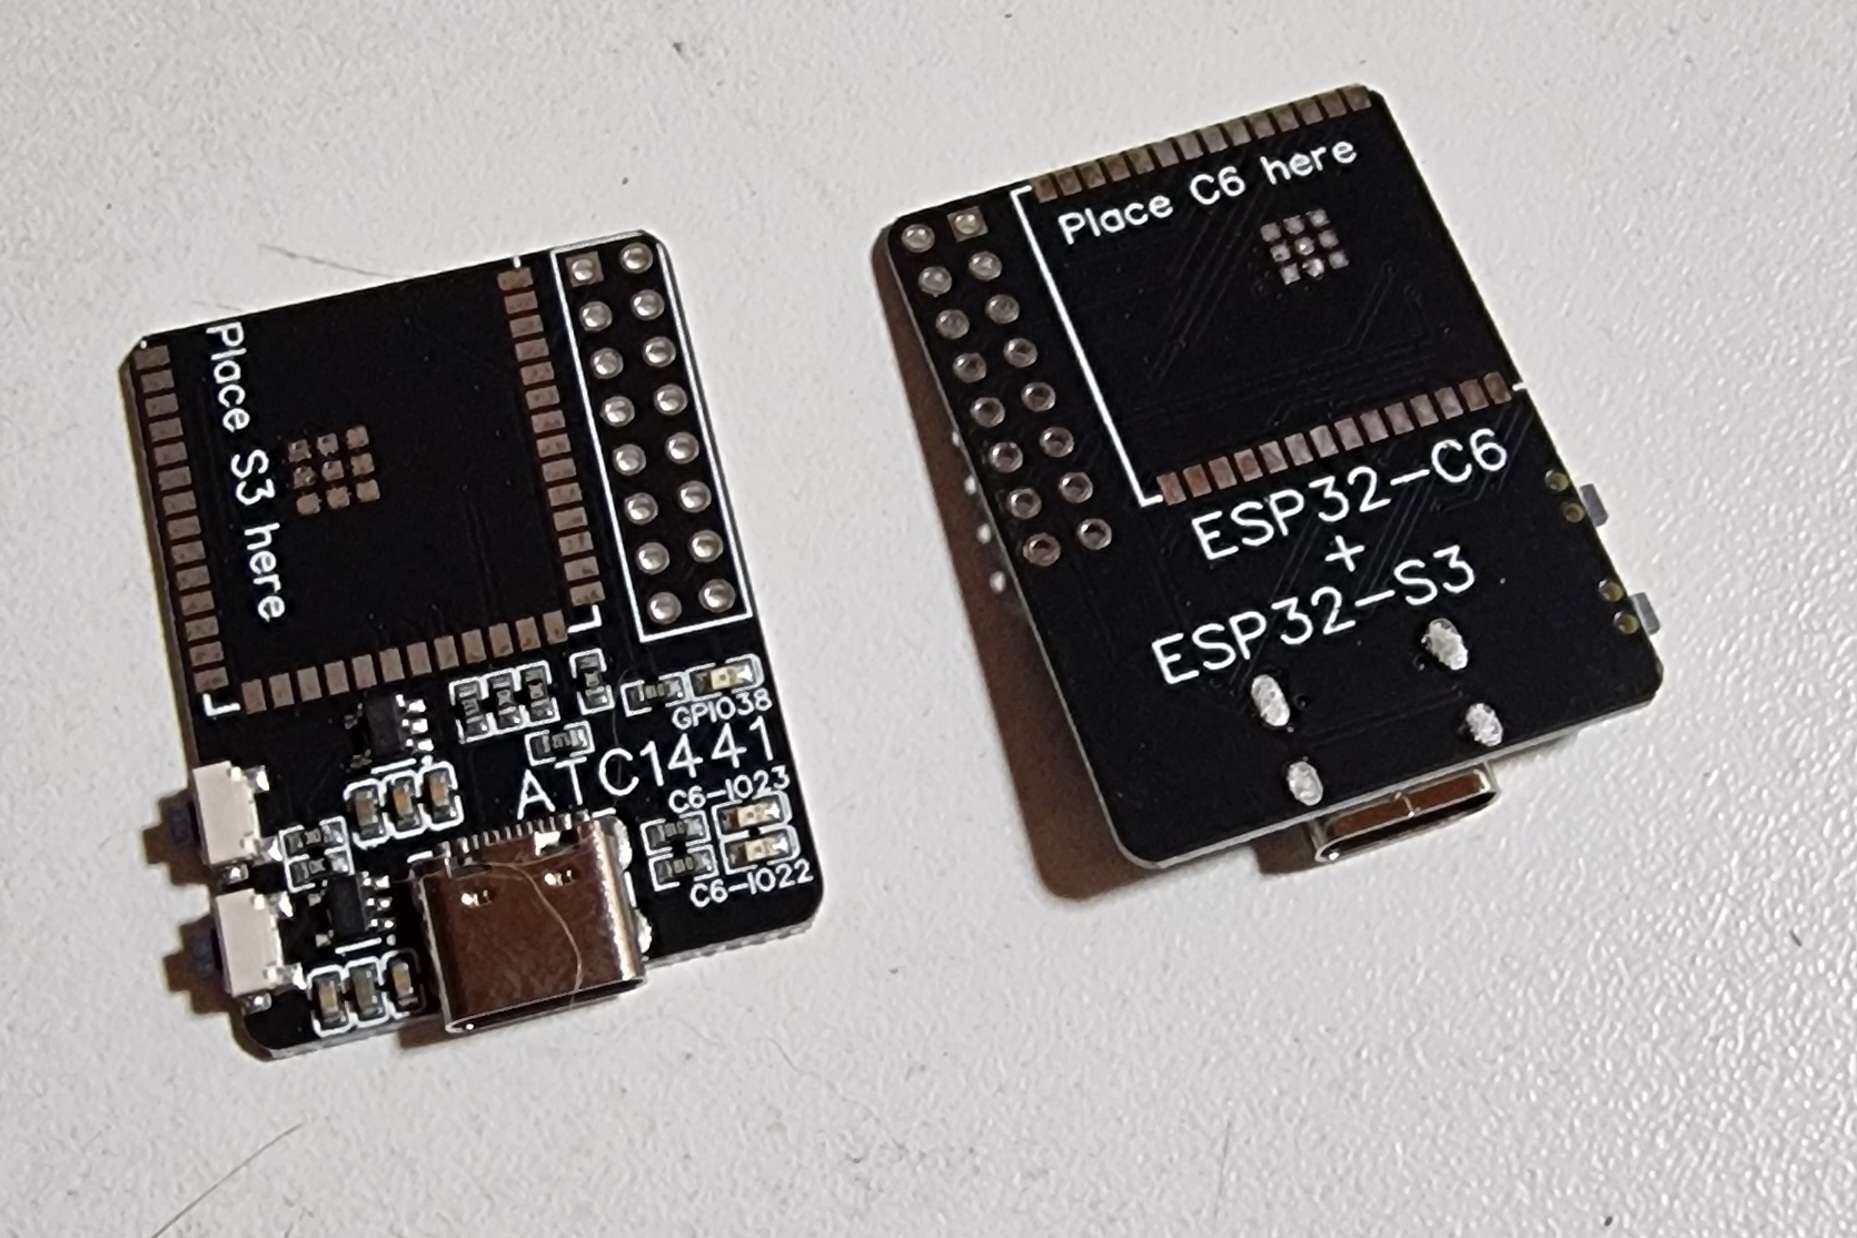 Place S3 here
GPIO38
ATC1441
C6-IO23
C6-IO22
Place C6 here
ESP32-C6
+
ESP32-S3